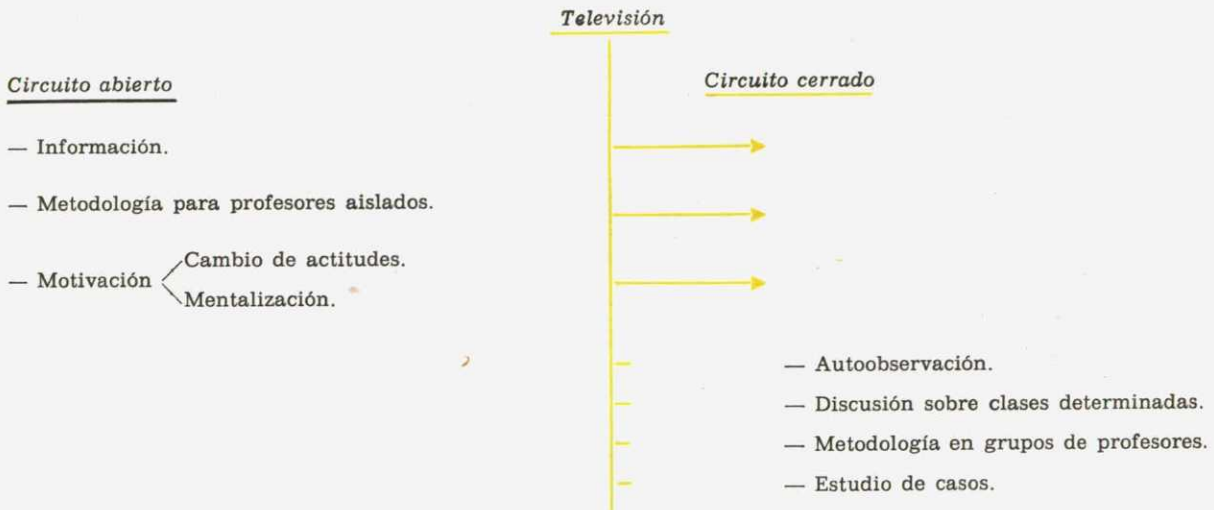 Televisión
Circuito abierto
— Información.
— Metodología para profesores aislados.
— Motivación
Cambio de actitudes.
Mentalización.
Circuito cerrado
— Autoobservación.
— Discusión sobre clases determinadas.
— Metodología en grupos de profesores.
— Estudio de casos.